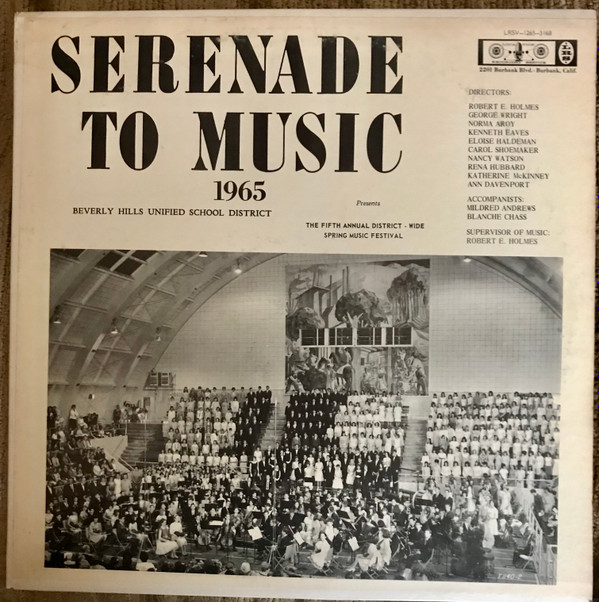 SERENADE
TO MUSIC
1965
BEVERLY HILLS UNIFIED SCHOOL DISTRICT
Presents
THE FIFTH ANNUAL DISTRICT - WIDE
SPRING MUSIC FESTIVAL
2201 Burbank Blvd. - Burbank, Calif.
DIRECTORS:
ROBERT E. HOLMES
GEORGE WRIGHT
NORMA AROY
KENNETH EAVES
ELOISE HALDEMAN
CAROL SHOEMAKER
NANCY WATSON
RENA HUBBARD
KATHERINE McKINNEY
ANN DAVENPORT
ACCOMPANISTS:
MILDRED ANDREWS
BLANCHE CHASS
SUPERVISOR OF MUSIC:
ROBERT E. HOLMES